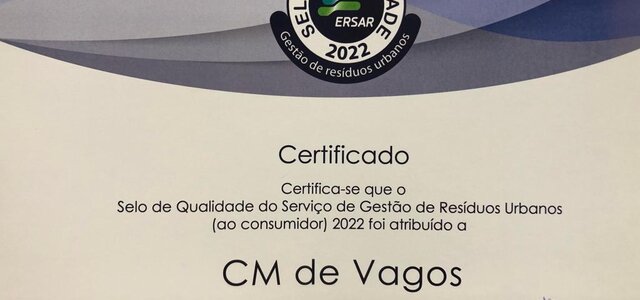 ERSAR
2022
Gestão de resíduos urbanos
Certificado
Certifica-se que o
Selo de Qualidade do Serviço de Gestão de Resíduos Urbanos
(ao consumidor) 2022 foi atribuído a
CM de Vagos